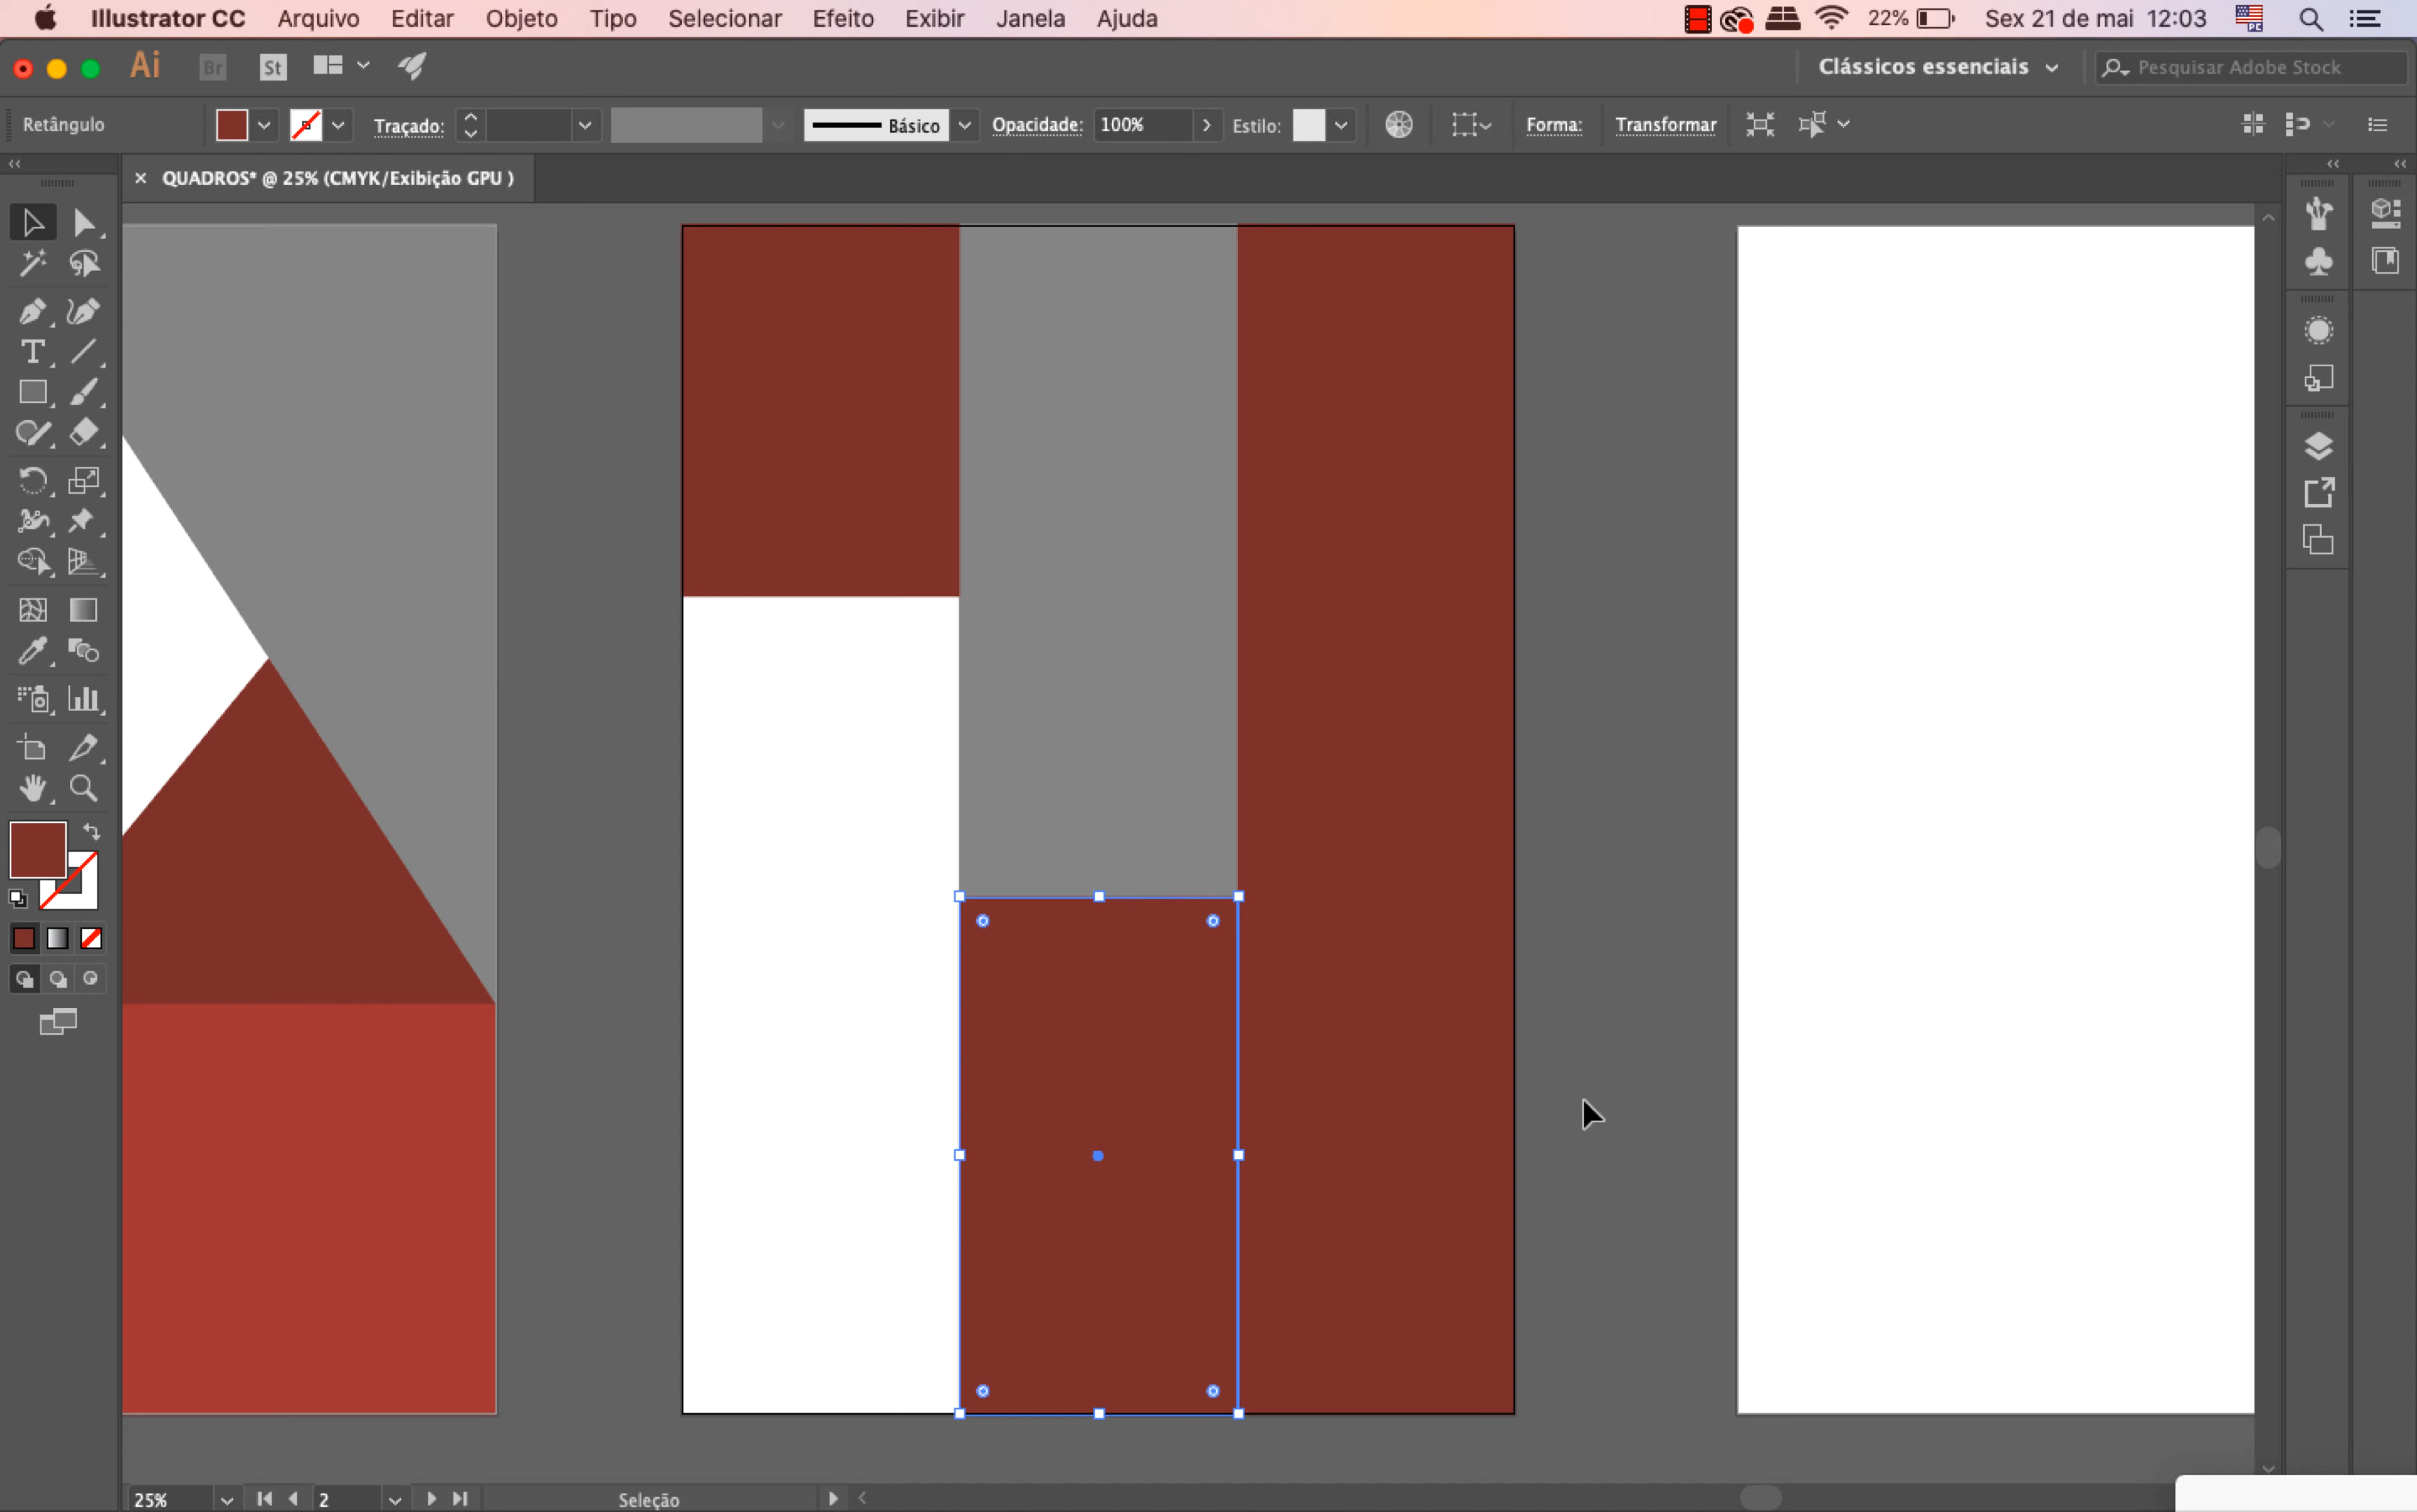 Illustrator CC Arquivo Editar Objeto Tipo Selecionar Efeito Exibir Janela Ajuda 22% Sex 21 de mai 12:03 PC
Ai Br St Clássicos essenciais Pesquisar Adobe Stock
Retângulo Traçado: Básico Opacidade: 100% Estilo: Forma: Transformar
× QUADROS* @ 25% (CMYK/Exibição GPU )
25% 2 Seleção